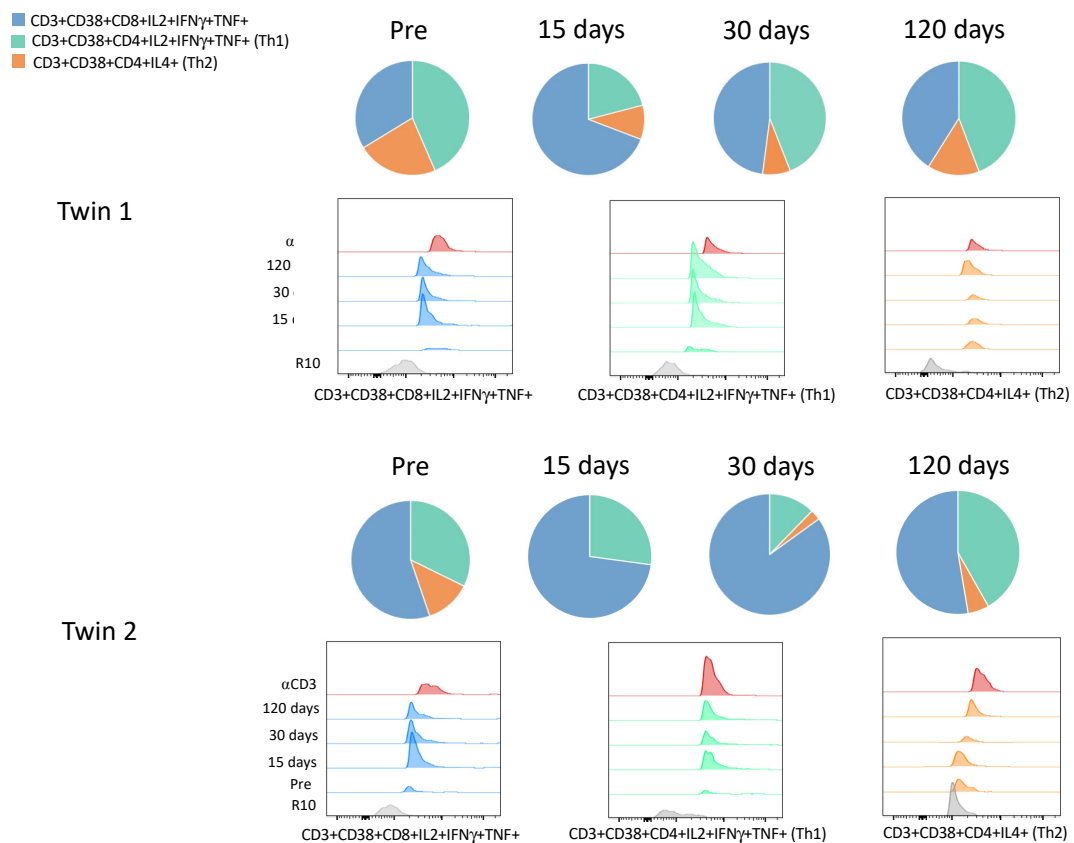 CD3+CD38+CD8+IL2+IFNγ+TNF+
CD3+CD38+CD4+IL2+IFNγ+TNF+ (Th1)
CD3+CD38+CD4+IL4+ (Th2)
Pre
15 days
30 days
120 days
Twin 1
α
120
30
15
R10
CD3+CD38+CD8+IL2+IFNγ+TNF+
CD3+CD38+CD4+IL2+IFNγ+TNF+ (Th1)
CD3+CD38+CD4+IL4+ (Th2)
Pre
15 days
30 days
120 days
Twin 2
αCD3
120 days
30 days
15 days
Pre
R10
CD3+CD38+CD8+IL2+IFNγ+TNF+
CD3+CD38+CD4+IL2+IFNγ+TNF+ (Th1)
CD3+CD38+CD4+IL4+ (Th2)